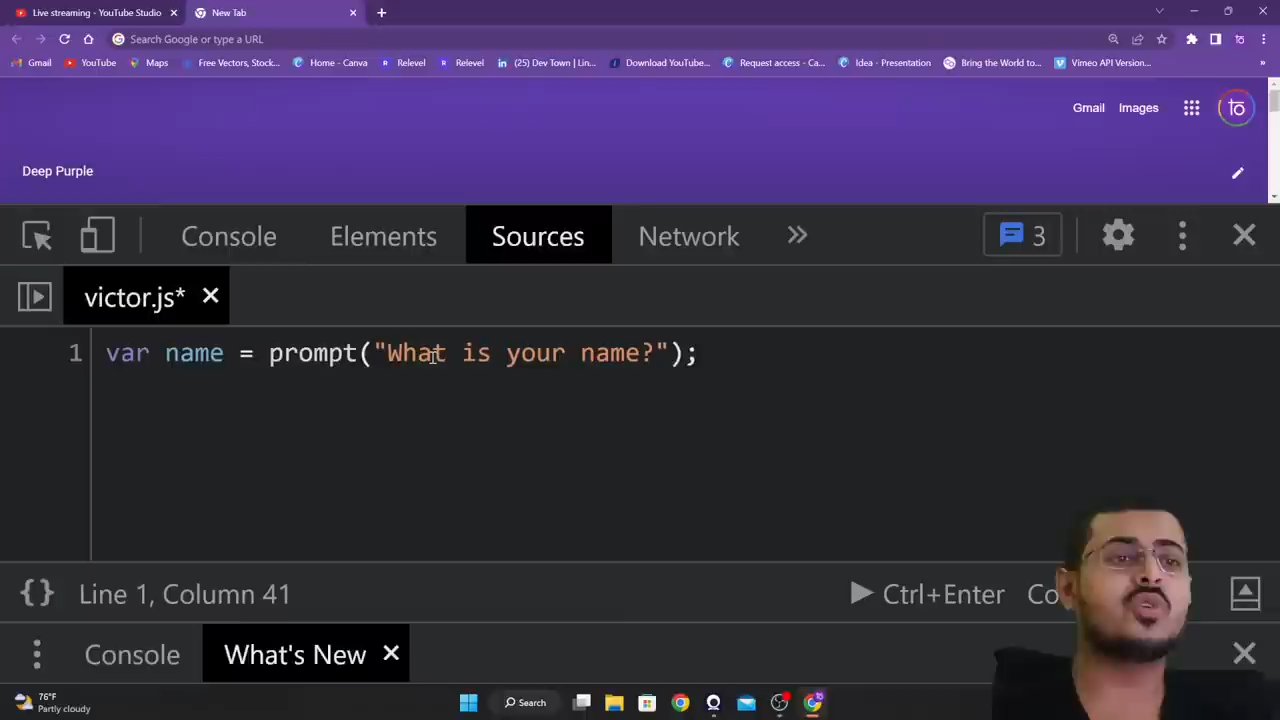 Live streaming - YouTube Studio
New Tab
Search Google or type a URL
Gmail
YouTube
Maps
Free Vectors, Stock...
Home - Canva
Relevel
Relevel
(25) Dev Town | Lin...
Download YouTube...
Request access - Ca...
Idea - Presentation
Bring the World to...
Vimeo API Version...
»
Gmail
Images
Deep Purple
Console
Elements
Sources
Network
»
3
victor.js*
1 var name = prompt("What is your name?");
{} Line 1, Column 41
Ctrl+Enter
Co
Console
What's New
76°F
Partly cloudy
Search